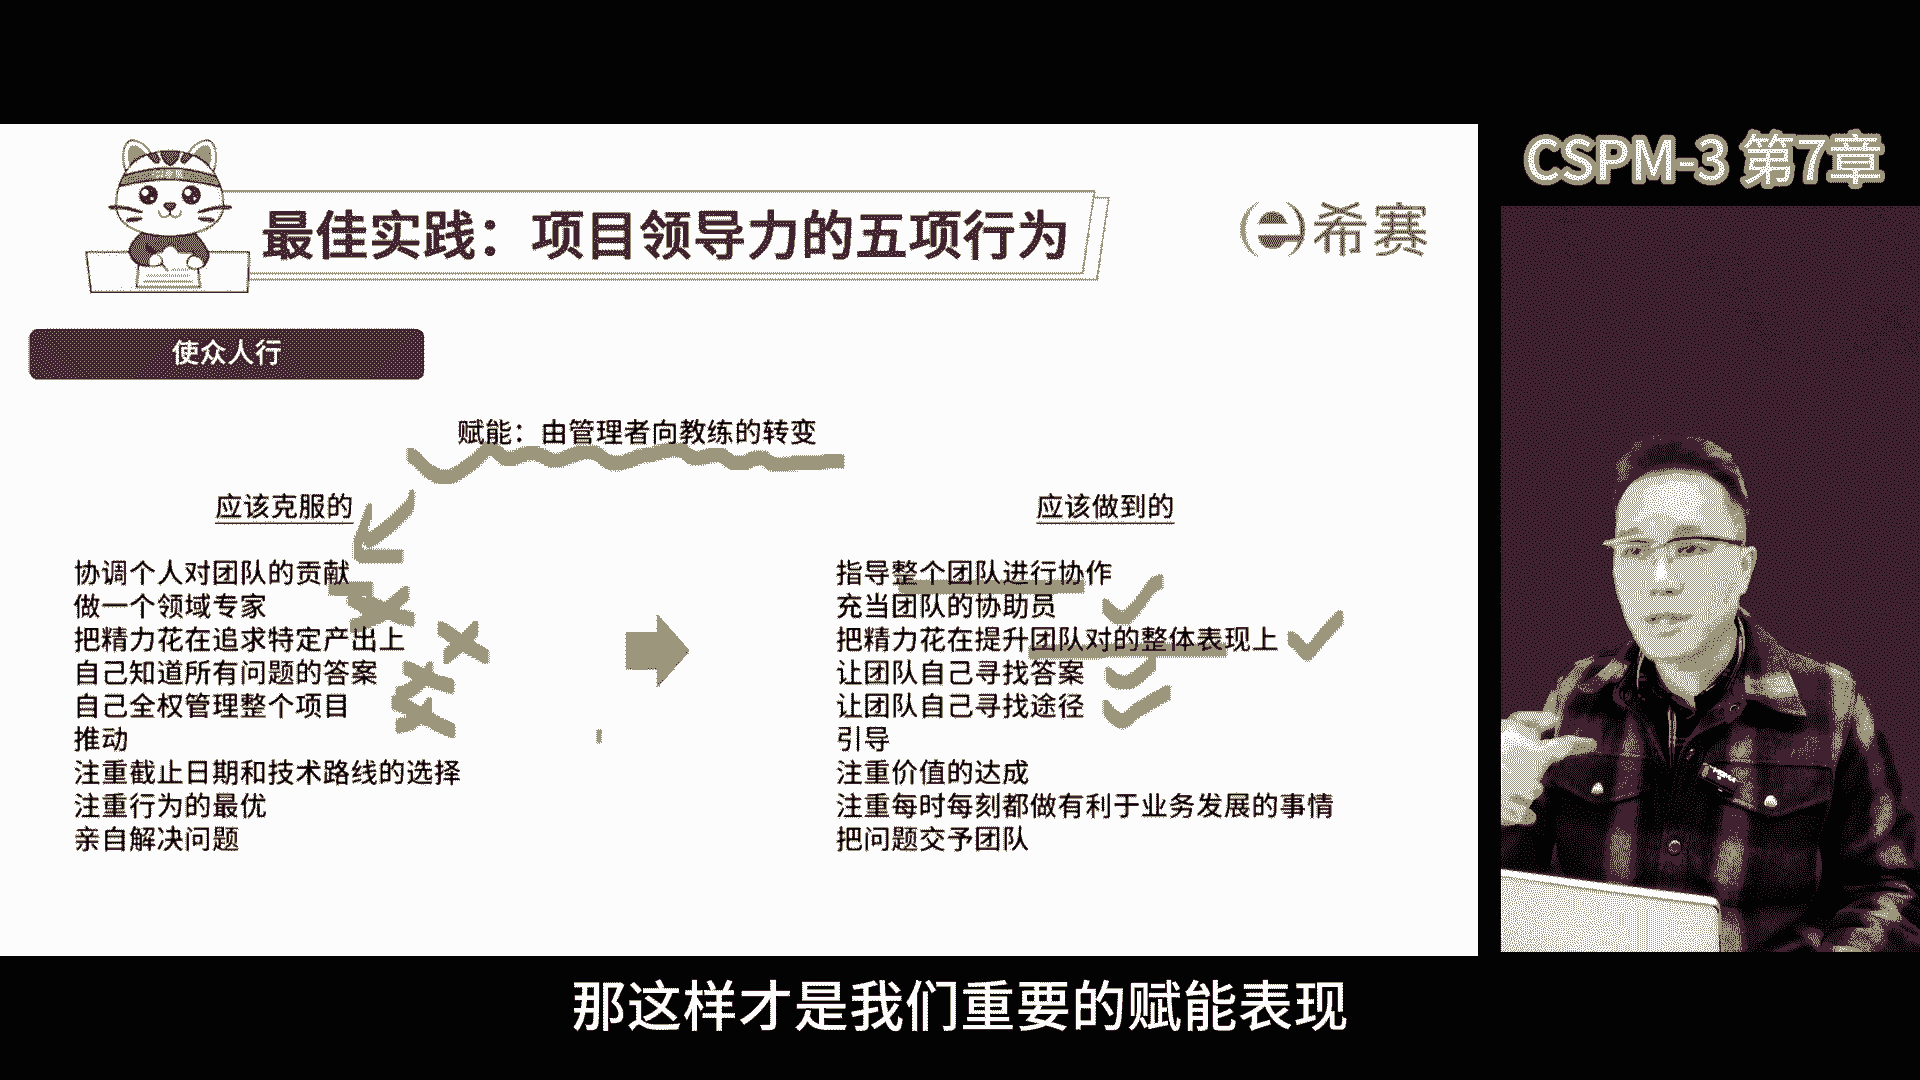 CSPM-3 第7章
最佳实践：项目领导力的五项行为
希赛
使众人行
赋能：由管理者向教练的转变
应该克服的
协调个人对团队的贡献
做一个领域专家
把精力花在追求特定产出上
自己知道所有问题的答案
自己全权管理整个项目
推动
注重截止日期和技术路线的选择
注重行为的最优
亲自解决问题
应该做到的
指导整个团队进行协作
充当团队的协助员
把精力花在提升团队对的整体表现上
让团队自己寻找答案
让团队自己寻找途径
引导
注重价值的达成
注重每时每刻都做有利于业务发展的事情
把问题交予团队
那这样才是我们重要的赋能表现